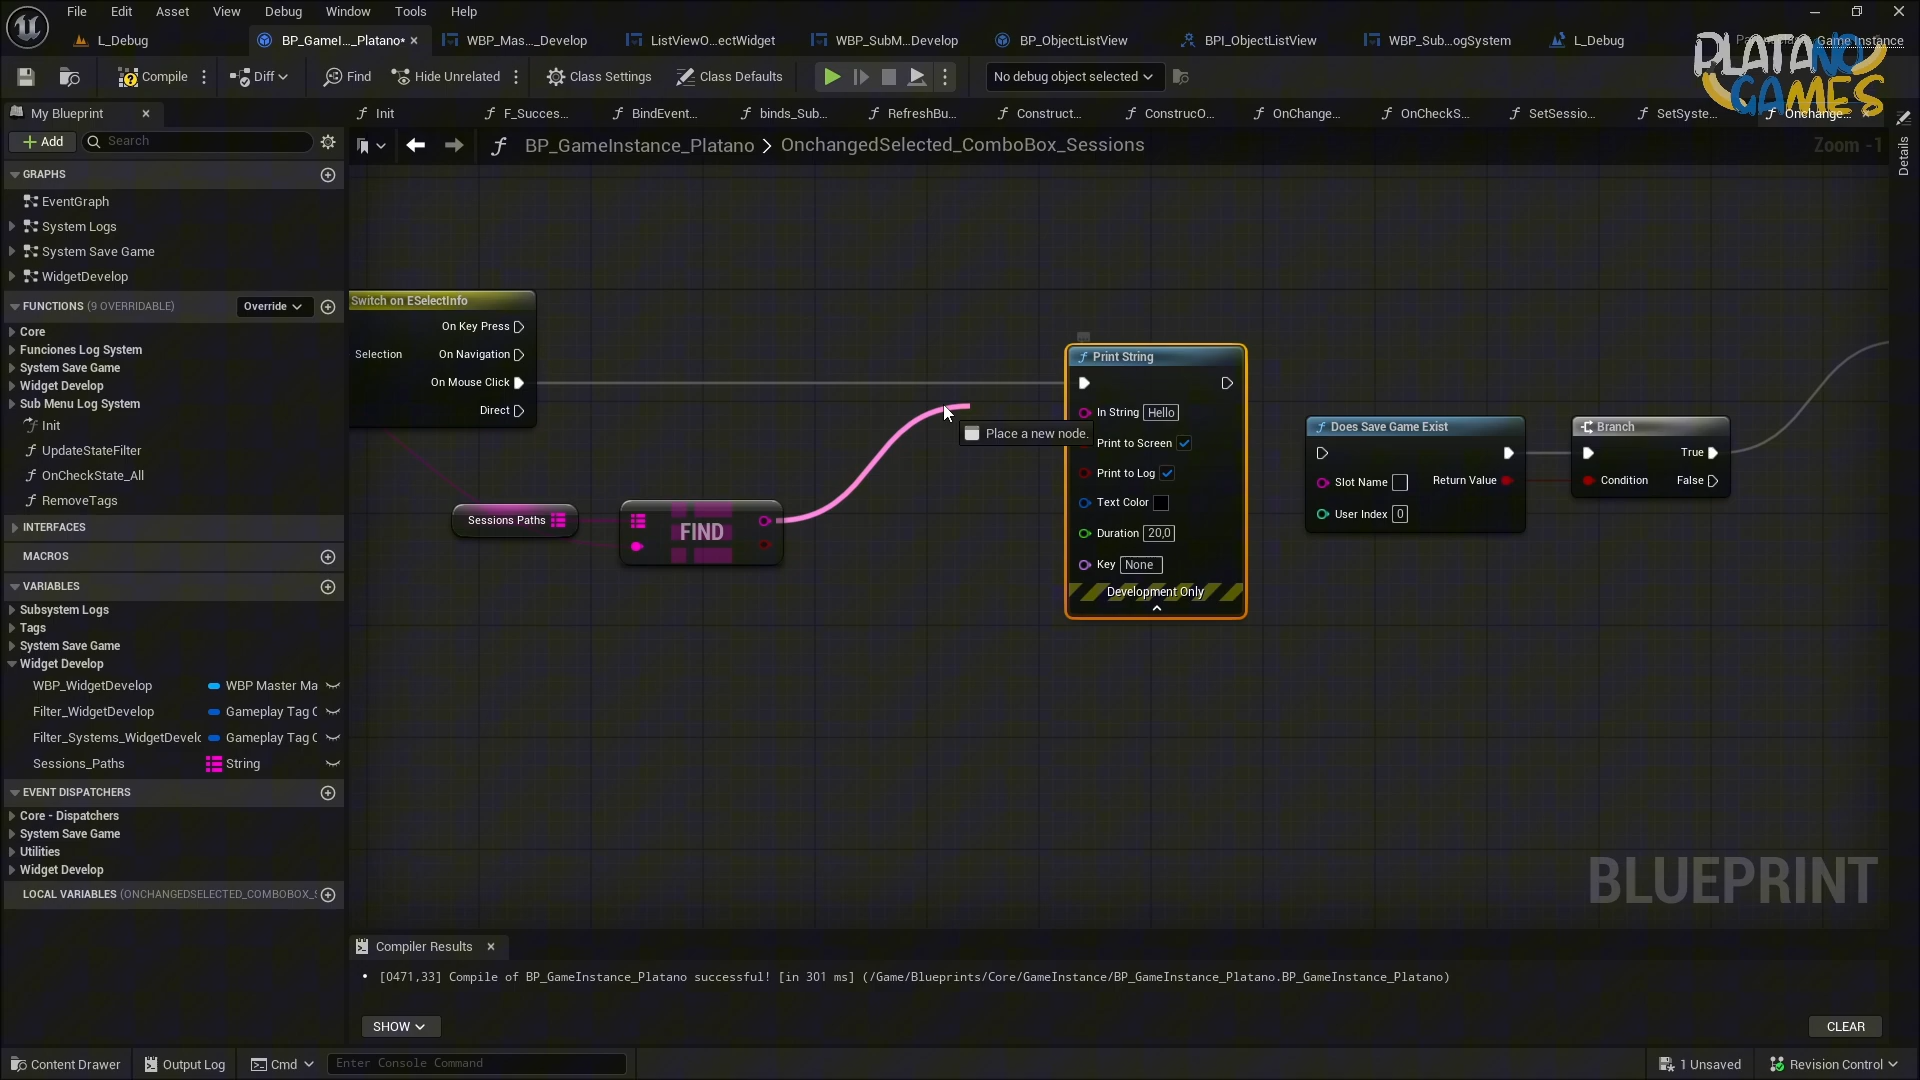 File Edit Asset View Debug Window Tools Help
L_Debug
BP_GameI..._Platano*
WBP_Mas..._Develop
ListViewO...ectWidget
WBP_SubM...Develop
BP_ObjectListView
BPI_ObjectListView
WBP_Sub...ogSystem
L_Debug
Game Instance
PLATANO
GAMES
Compile
Diff
Find
Hide Unrelated
Class Settings
Class Defaults
No debug object selected
My Blueprint
Init
F_Succes...
BindEvent...
binds_Sub...
RefreshBu...
Construct...
ConstrucO...
OnChange...
OnCheckS...
SetSessio...
SetSyste...
Onchange...
Add
Search
BP_GameInstance_Platano > OnchangedSelected_ComboBox_Sessions
Zoom -1
Details
GRAPHS
EventGraph
System Logs
System Save Game
WidgetDevelop
FUNCTIONS (9 OVERRIDABLE)
Override
Core
Funciones Log System
System Save Game
Widget Develop
Sub Menu Log System
Init
UpdateStateFilter
OnCheckState_All
RemoveTags
INTERFACES
MACROS
VARIABLES
Subsystem Logs
Tags
System Save Game
Widget Develop
WBP_WidgetDevelop WBP Master Ma
Filter_WidgetDevelop Gameplay Tag C
Filter_Systems_WidgetDevelo Gameplay Tag C
Sessions_Paths String
EVENT DISPATCHERS
Core - Dispatchers
System Save Game
Utilities
Widget Develop
LOCAL VARIABLES (ONCHANGEDSELECTED_COMBOBOX_S
Switch on ESelectInfo
On Key Press
Selection On Navigation
On Mouse Click
Direct
Sessions Paths
FIND
Place a new node.
Print String
In String Hello
Print to Screen
Print to Log
Text Color
Duration 20,0
Key None
Development Only
Does Save Game Exist
Slot Name Return Value
User Index 0
Branch
True
Condition False
BLUEPRINT
Compiler Results
[0471,33] Compile of BP_GameInstance_Platano successful! [in 301 ms] (/Game/Blueprints/Core/GameInstance/BP_GameInstance_Platano.BP_GameInstance_Platano)
SHOW
CLEAR
Content Drawer
Output Log
Cmd
Enter Console Command
1 Unsaved
Revision Control